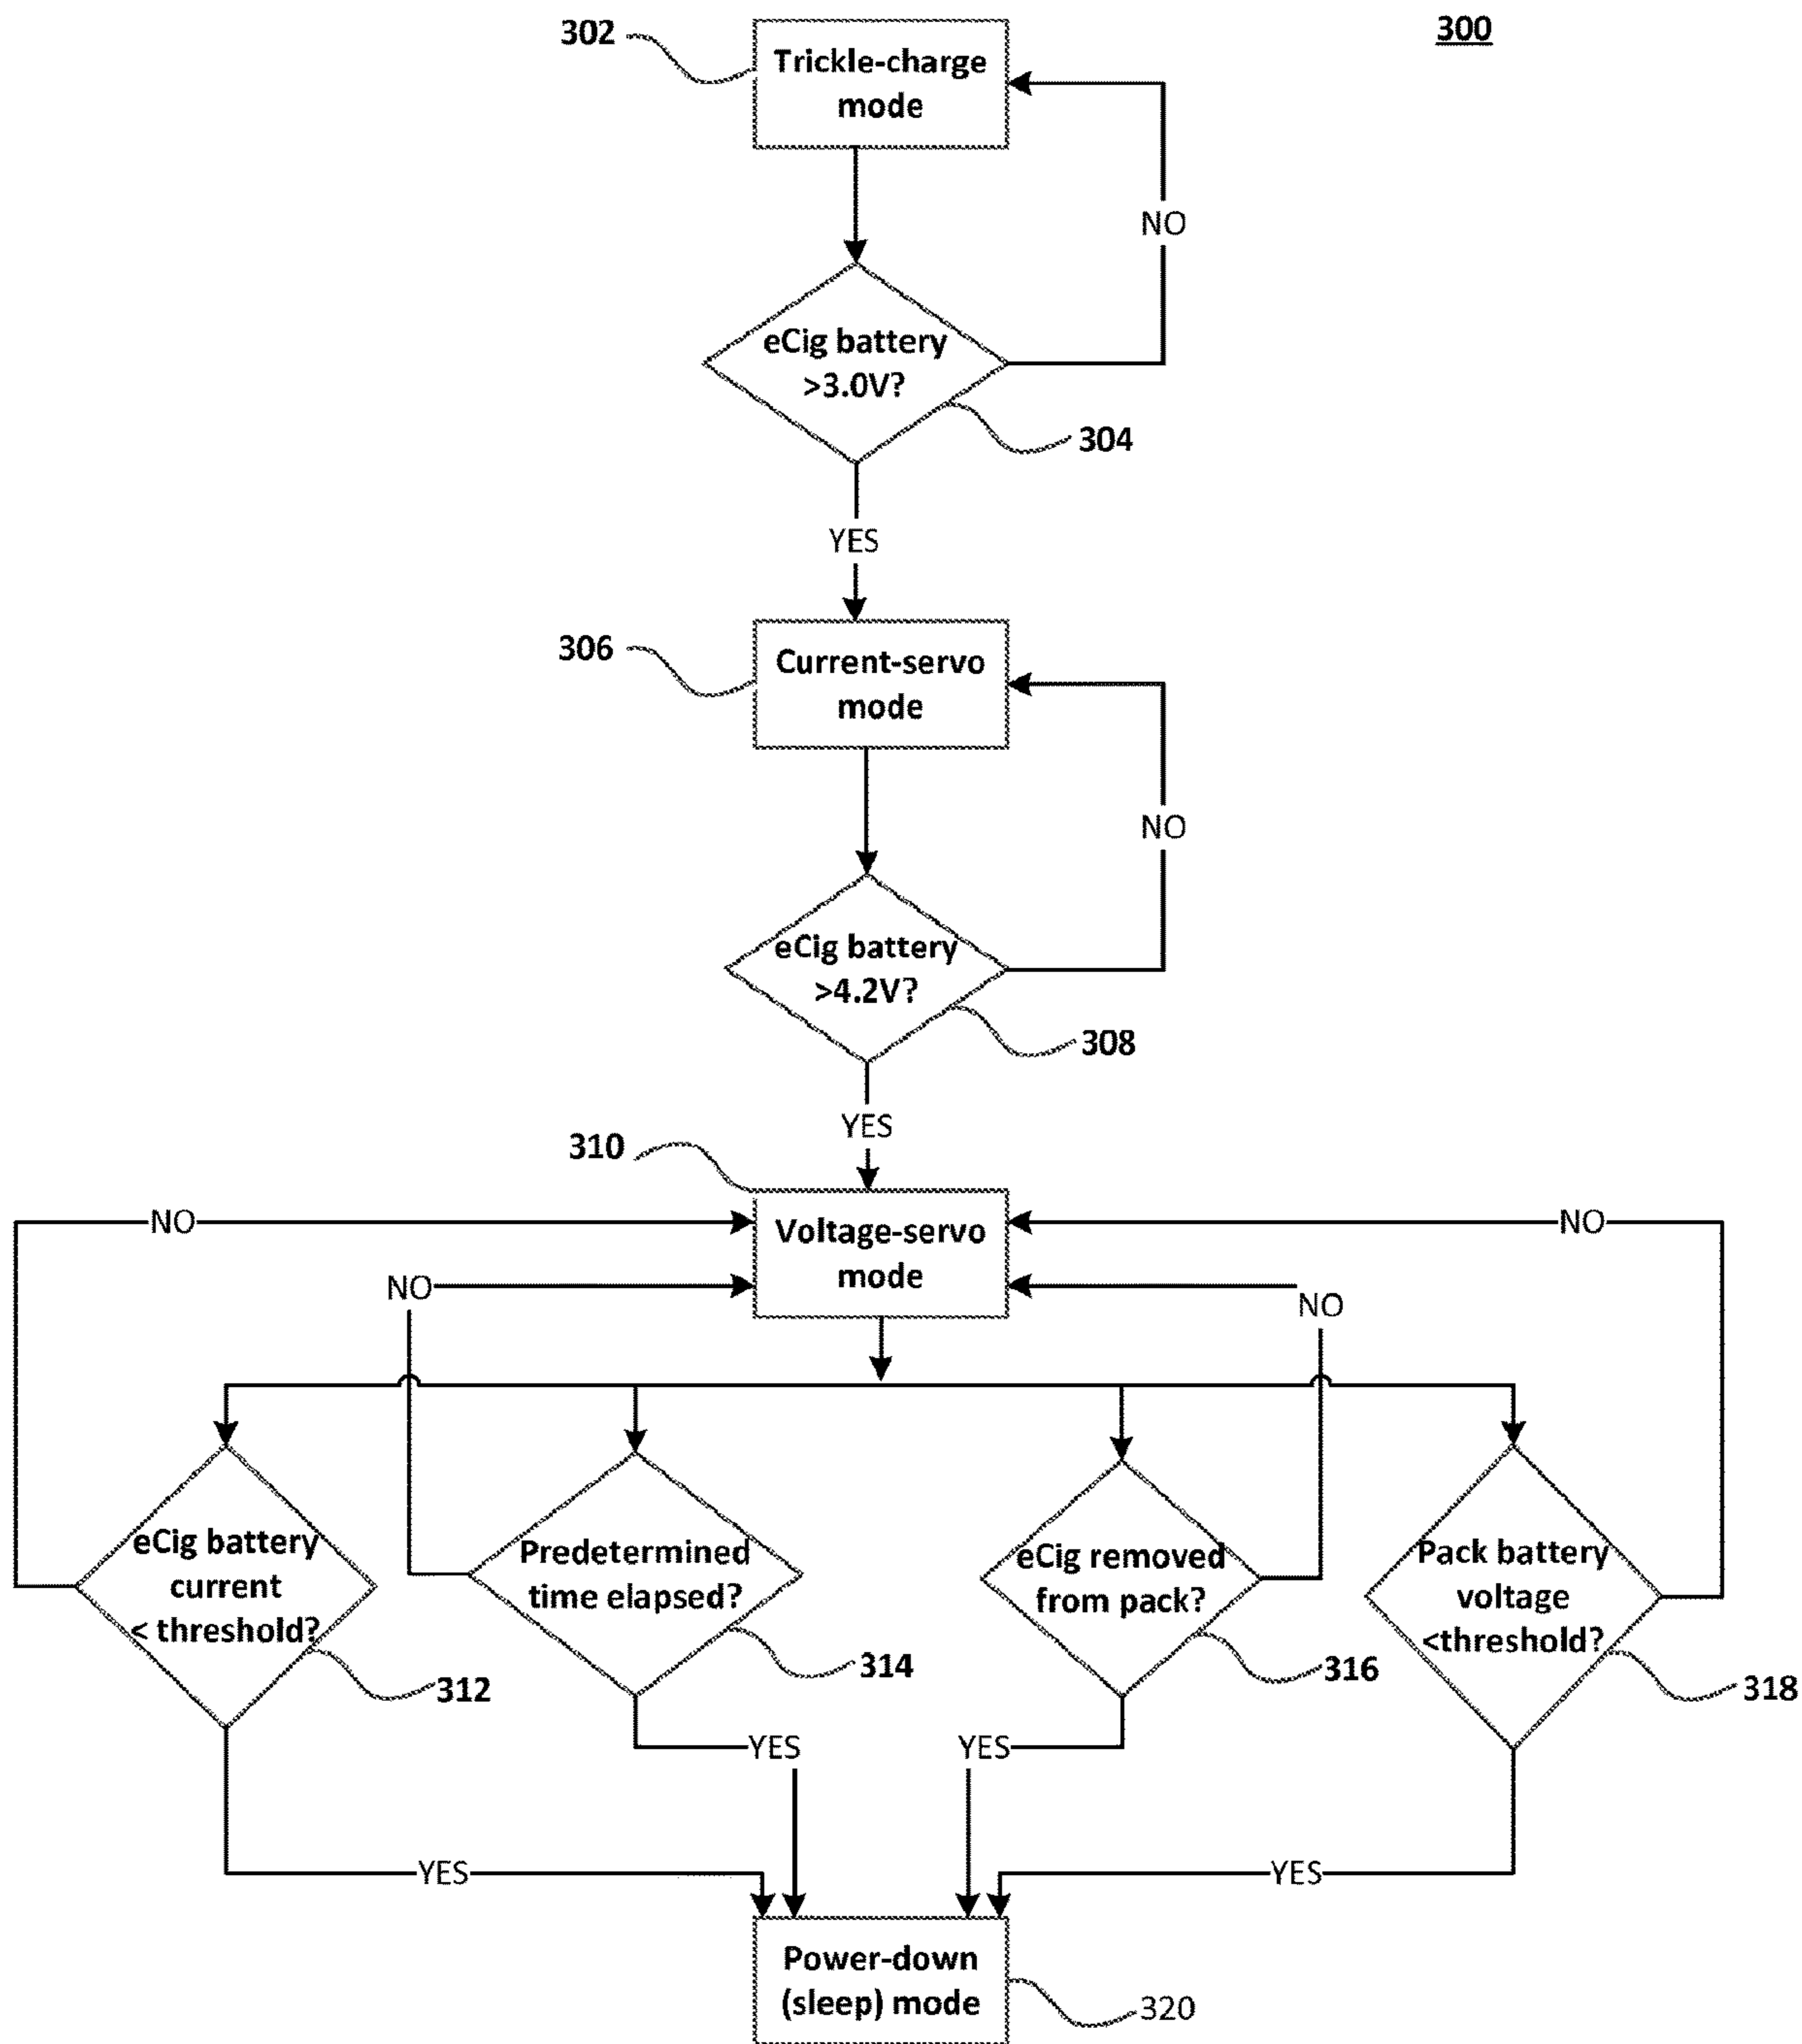 300
302
Trickle-charge
mode
NO
eCig battery
>3.0V?
304
YES
306
Current-servo
mode
NO
eCig battery
>4.2V?
308
YES
310
NO
Voltage-servo
mode
NO
NO
NO
eCig battery
current
< threshold?
312
Predetermined
time elapsed?
314
eCig removed
from pack?
316
Pack battery
voltage
<threshold?
318
YES
YES
YES
YES
Power-down
(sleep) mode
320